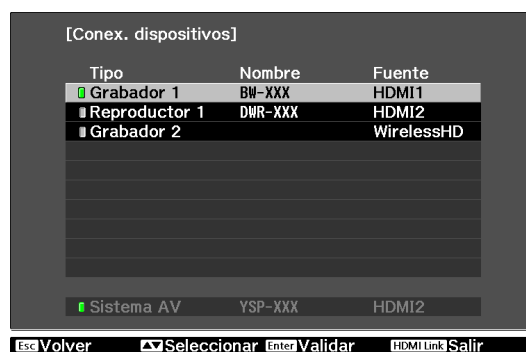 [Conex. dispositivos]
Tipo Nombre Fuente
Grabador 1 BW-XXX HDMI1
Reproductor 1 DWR-XXX HDMI2
Grabador 2 WirelessHD
Sistema AV YSP-XXX HDMI2
Esc Volver Seleccionar Enter Validar HDMI Link Salir